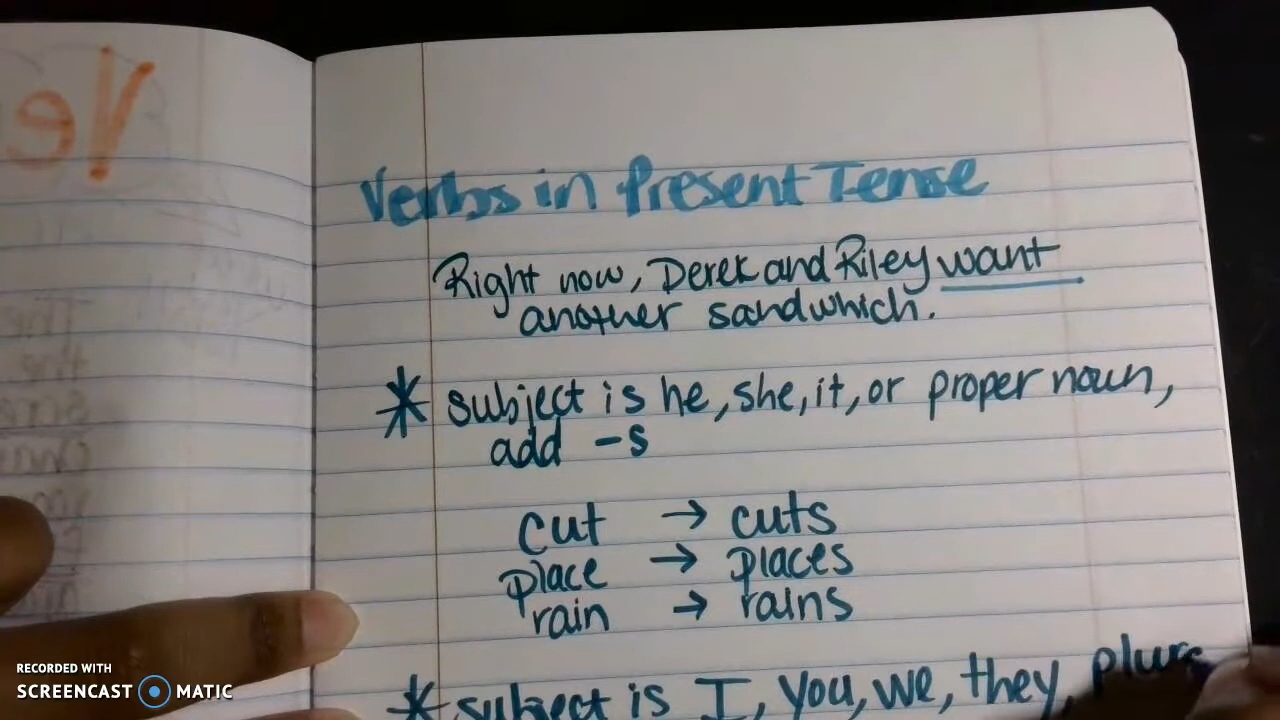 Ve
Verbs in Present Tense
Right now, Derek and Riley want
another sandwhich.
* subject is he, she, it, or proper noun,
add -s
cut → cuts
place → places
rain → rains
* subject is I, you, we, they,
RECORDED WITH
SCREENCAST MATIC